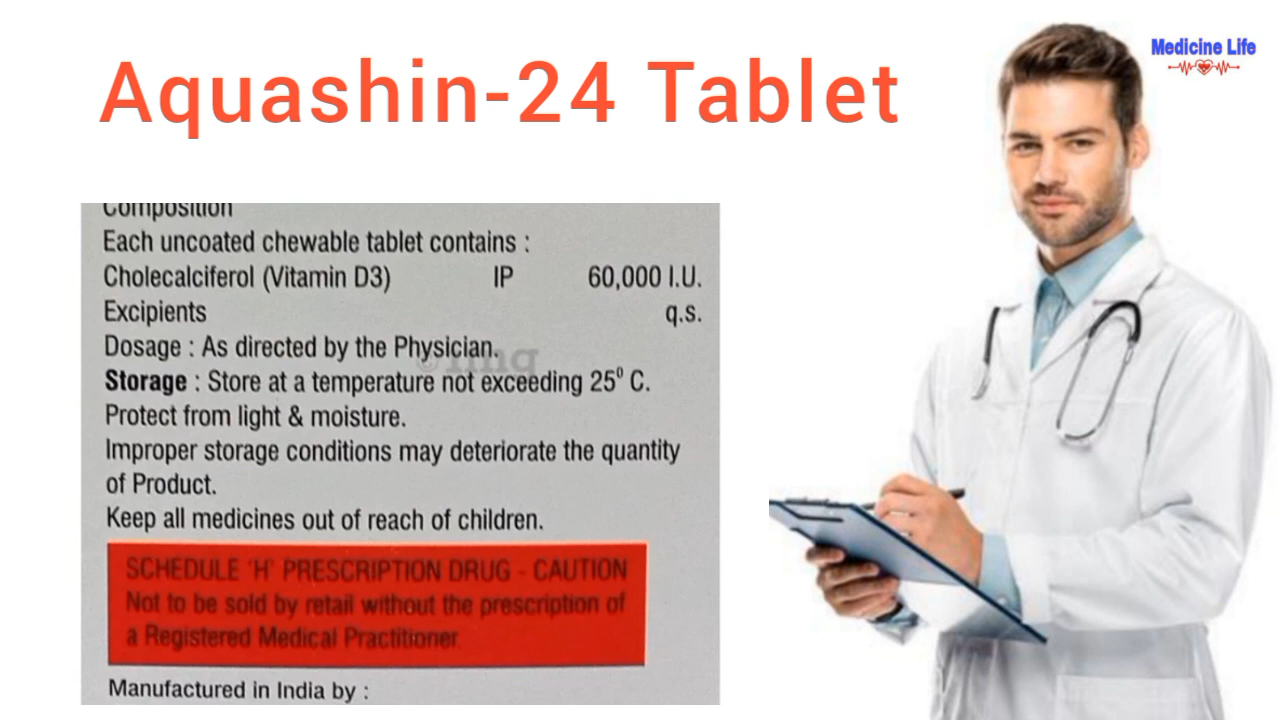 Aquashin-24 Tablet
Medicine Life
Composition
Each uncoated chewable tablet contains :
Cholecalciferol (Vitamin D3) IP 60,000 I.U.
Excipients q.s.
Dosage : As directed by the Physician.
Storage : Store at a temperature not exceeding 25⁰ C.
Protect from light & moisture.
Improper storage conditions may deteriorate the quantity
of Product.
Keep all medicines out of reach of children.
SCHEDULE 'H' PRESCRIPTION DRUG - CAUTION
Not to be sold by retail without the prescription of
a Registered Medical Practitioner.
Manufactured in India by :